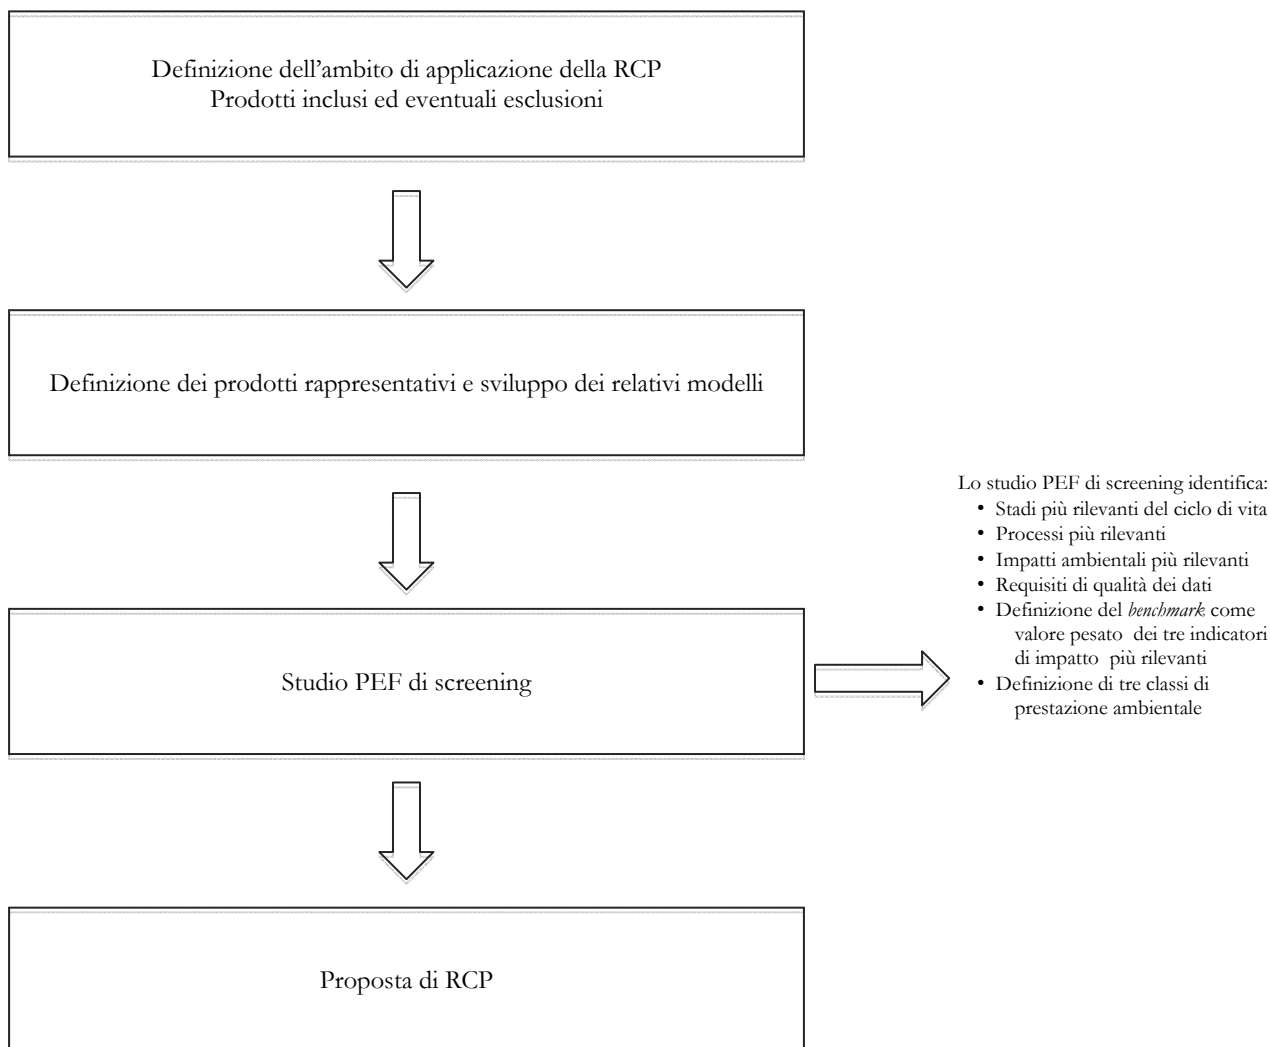 Definizione dell’ambito di applicazione della RCP
Prodotti inclusi ed eventuali esclusioni
Definizione dei prodotti rappresentativi e sviluppo dei relativi modelli
Studio PEF di screening
Lo studio PEF di screening identifica:
• Stadi più rilevanti del ciclo di vita
• Processi più rilevanti
• Impatti ambientali più rilevanti
• Requisiti di qualità dei dati
• Definizione del benchmark come
valore pesato dei tre indicatori
di impatto più rilevanti
• Definizione di tre classi di
prestazione ambientale
Proposta di RCP